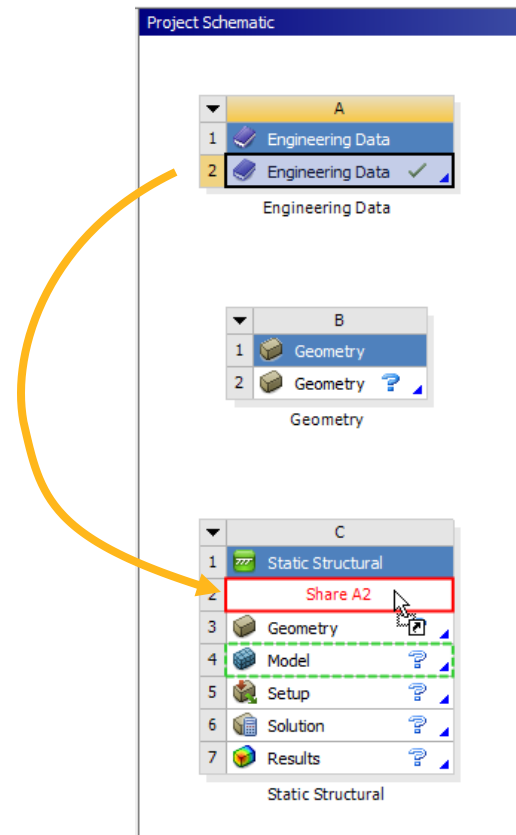 Project Schematic
A
1 Engineering Data
2 Engineering Data
Engineering Data
B
1 Geometry
2 Geometry
Geometry
C
1 Static Structural
2 Share A2
3 Geometry
4 Model
5 Setup
6 Solution
7 Results
Static Structural